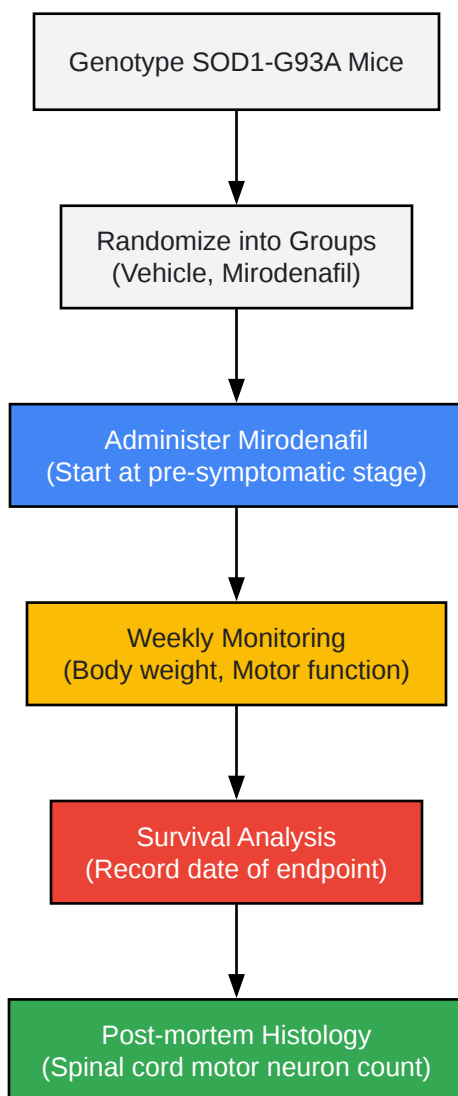 Genotype SOD1-G93A Mice
Randomize into Groups
(Vehicle, Mirodenafil)
Administer Mirodenafil
(Start at pre-symptomatic stage)
Weekly Monitoring
(Body weight, Motor function)
Survival Analysis
(Record date of endpoint)
Post-mortem Histology
(Spinal cord motor neuron count)